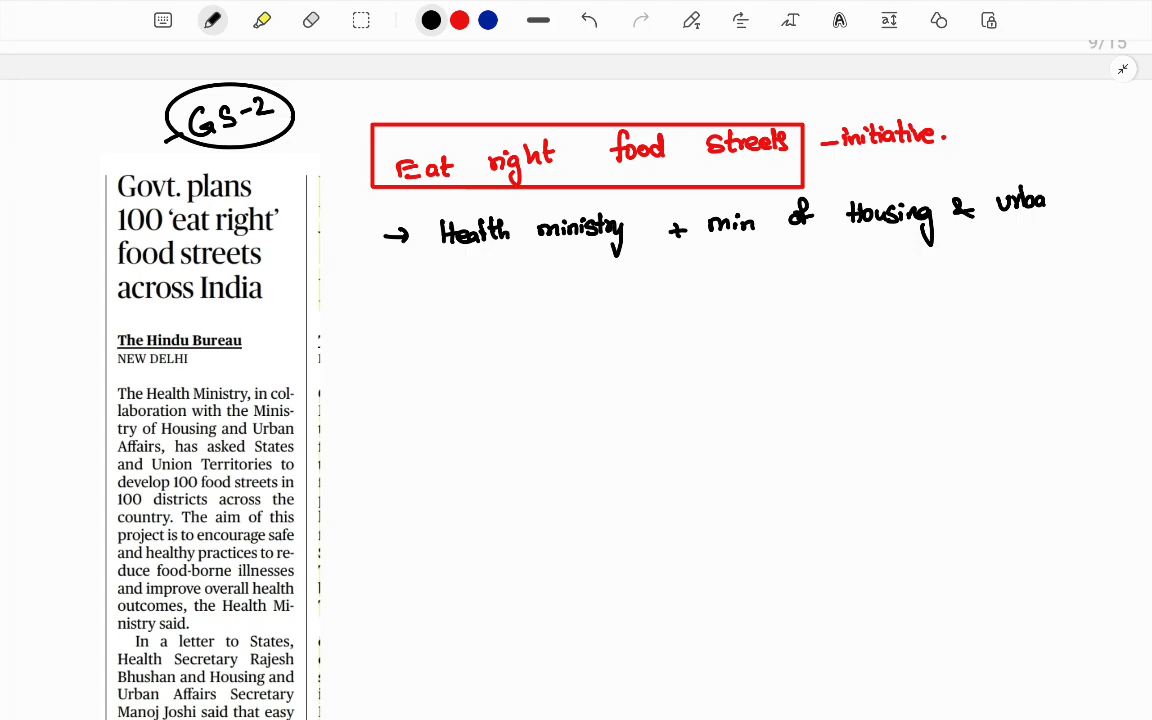 9/15
GS-2
Eat right food streets - initiative.
→ Health ministry + min of Housing & urba
Govt. plans
100 ‘eat right’
food streets
across India
The Hindu Bureau
NEW DELHI
The Health Ministry, in col-
laboration with the Minis-
try of Housing and Urban
Affairs, has asked States
and Union Territories to
develop 100 food streets in
100 districts across the
country. The aim of this
project is to encourage safe
and healthy practices to re-
duce food-borne illnesses
and improve overall health
outcomes, the Health Mi-
nistry said.
In a letter to States,
Health Secretary Rajesh
Bhushan and Housing and
Urban Affairs Secretary
Manoj Joshi said that easy